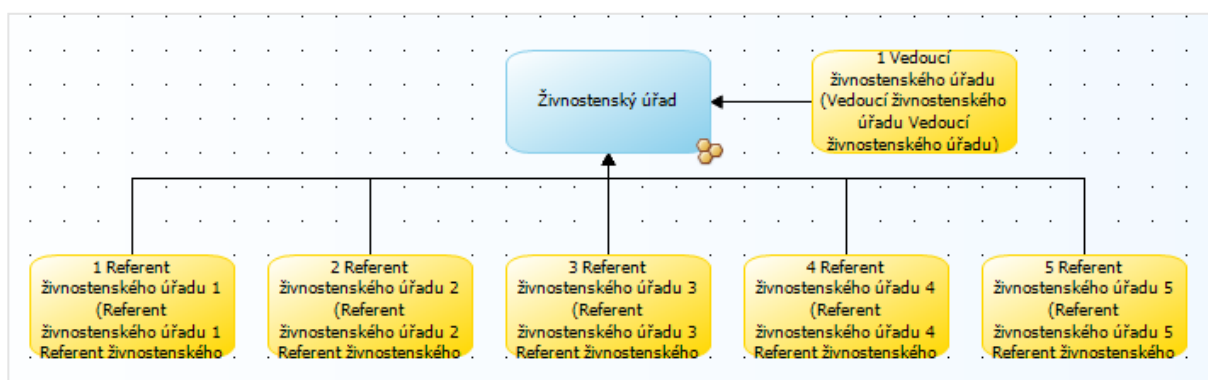 Živnostenský úřad
1 Vedoucí
živnostenského úřadu
(Vedoucí živnostenského
úřadu Vedoucí
živnostenského úřadu)
1 Referent
živnostenského úřadu 1
(Referent
živnostenského úřadu 1
Referent živnostenského
2 Referent
živnostenského úřadu 2
(Referent
živnostenského úřadu 2
Referent živnostenského
3 Referent
živnostenského úřadu 3
(Referent
živnostenského úřadu 3
Referent živnostenského
4 Referent
živnostenského úřadu 4
(Referent
živnostenského úřadu 4
Referent živnostenského
5 Referent
živnostenského úřadu 5
(Referent
živnostenského úřadu 5
Referent živnostenského